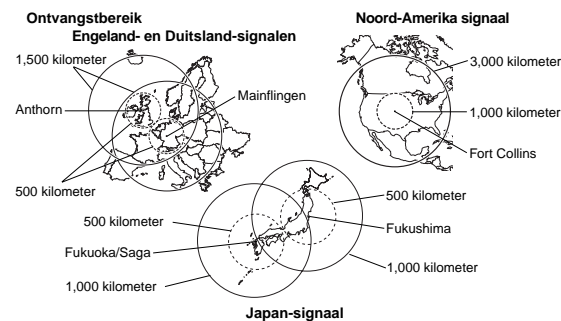 Ontvangstbereik
Engeland- en Duitsland-signalen
1,500 kilometer
Anthorn
Mainflingen
500 kilometer
Noord-Amerika signaal
3,000 kilometer
1,000 kilometer
Fort Collins
500 kilometer
Fukuoka/Saga
1,000 kilometer
500 kilometer
Fukushima
1,000 kilometer
Japan-signaal